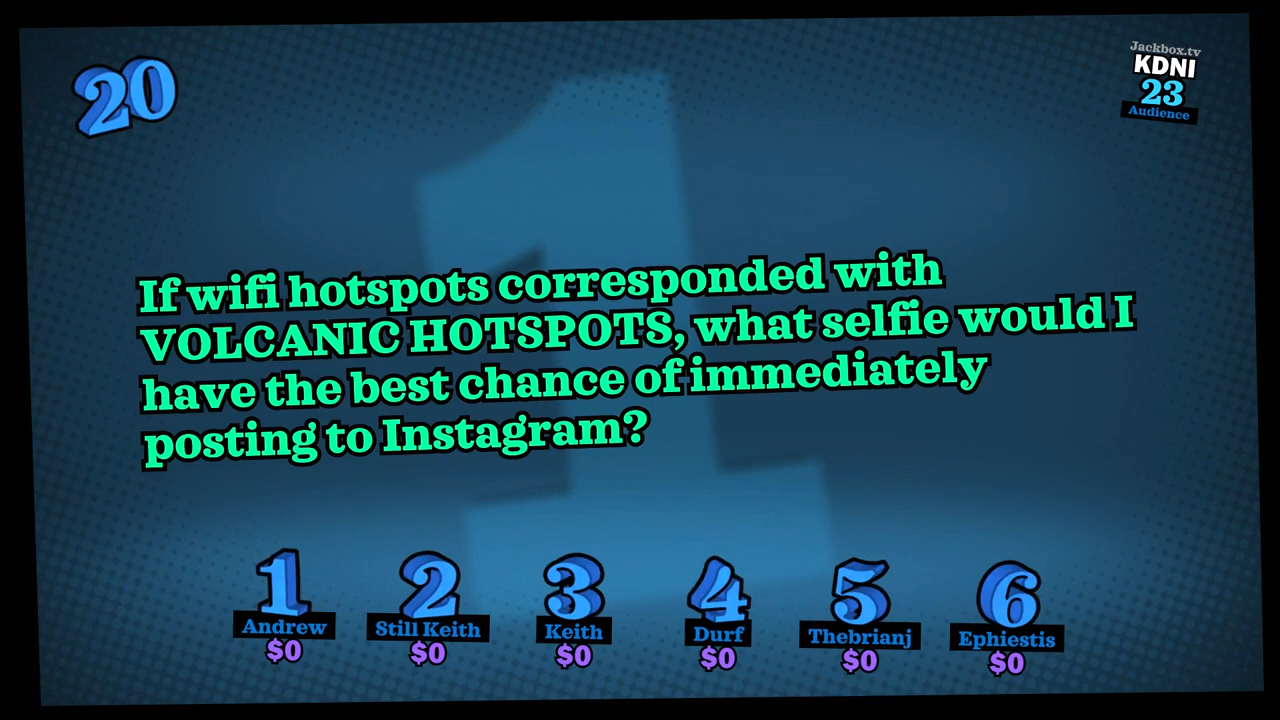 20
Jackbox.tv
KDNI
23
Audience
If wifi hotspots corresponded with
VOLCANIC HOTSPOTS, what selfie would I
have the best chance of immediately
posting to Instagram?
1
Andrew
$0
2
Still Keith
$0
3
Keith
$0
4
Durf
$0
5
Thebrianj
$0
6
Ephiestis
$0
1